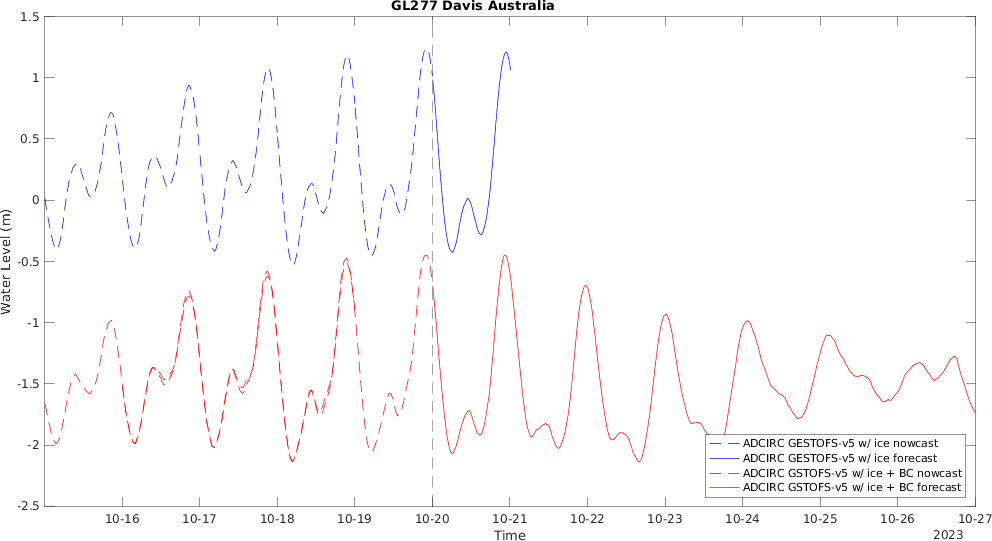 GL277 Davis Australia
1.5
1
0.5
0
-0.5
-1
-1.5
-2
-2.5
Water Level (m)
10-16 10-17 10-18 10-19 10-20 10-21 10-22 10-23 10-24 10-25 10-26 10-27
Time
2023
ADCIRC GESTOFS-v5 w/ ice nowcast
ADCIRC GESTOFS-v5 w/ ice forecast
ADCIRC GSTOFS-v5 w/ ice + BC nowcast
ADCIRC GSTOFS-v5 w/ ice + BC forecast